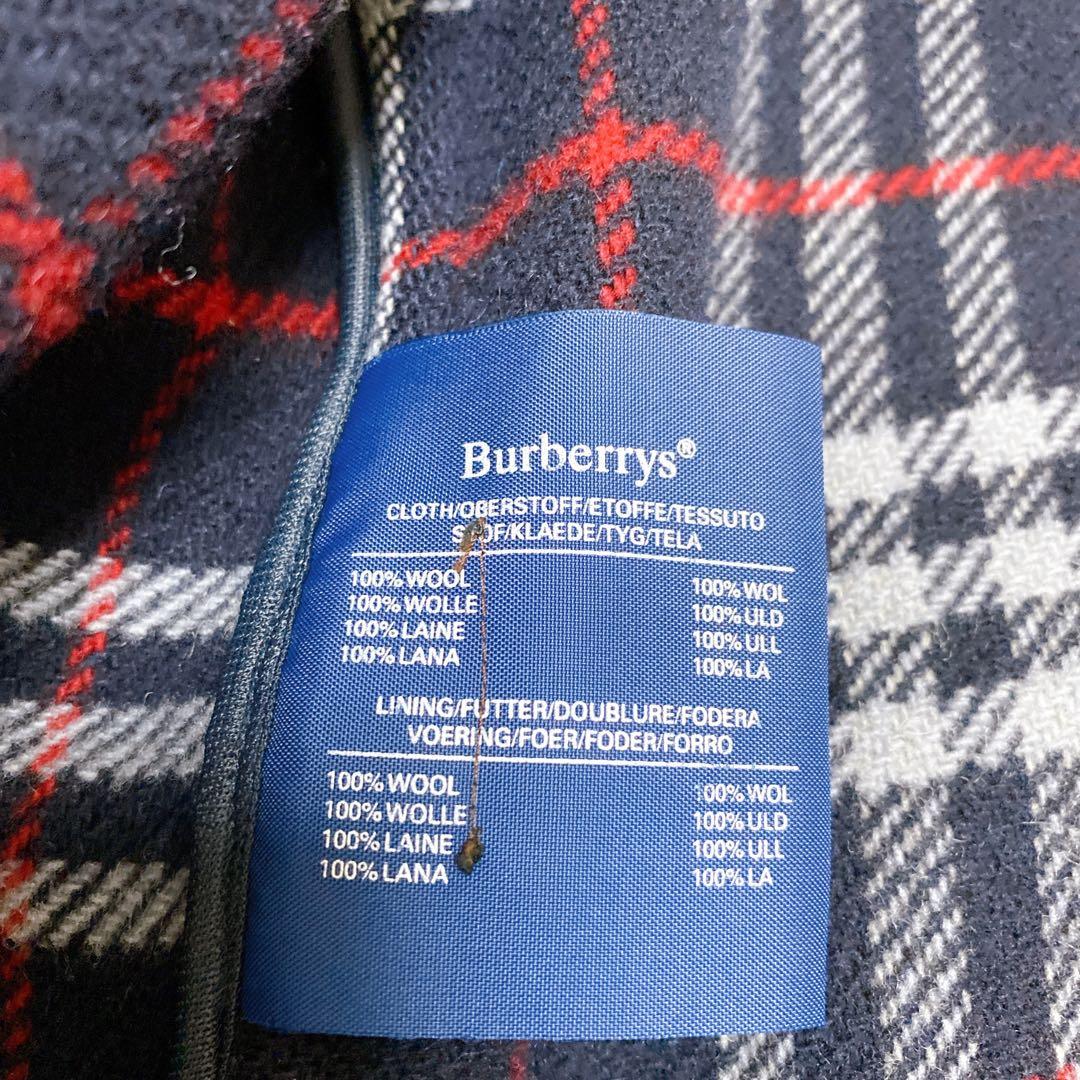 Burberrys®
CLOTH/OBERSTOFF/ETOFFE/TESSUTO
STOF/KLAEDE/TYG/TELA
100% WOOL 100% WOL
100% WOLLE 100% ULD
100% LAINE 100% ULL
100% LANA 100% LA
LINING/FUTTER/DOUBLURE/FODERA
VOERING/FOER/FODER/FORRO
100% WOOL 100% WOL
100% WOLLE 100% ULD
100% LAINE 100% ULL
100% LANA 100% LA